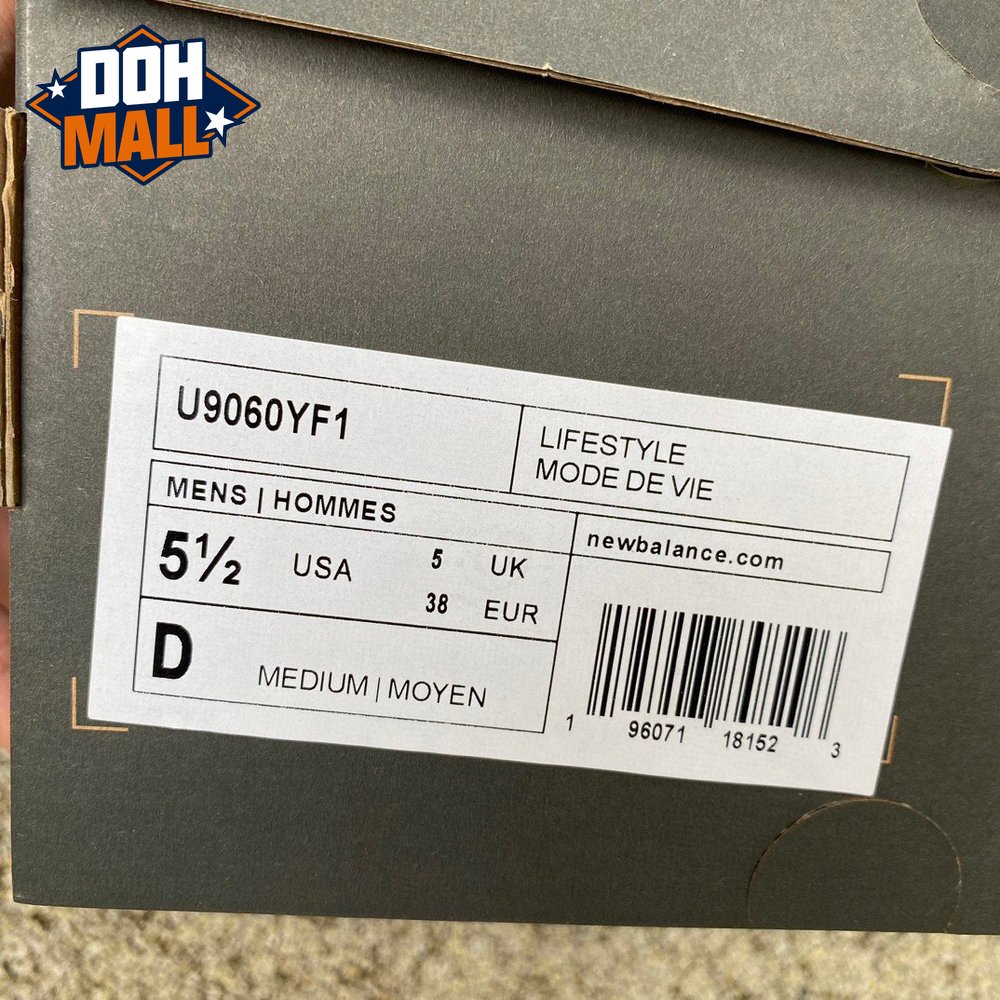 DOH
MALL
U9060YF1
LIFESTYLE
MODE DE VIE
MENS | HOMMES
newbalance.com
5½ USA 5 UK
38 EUR
D MEDIUM | MOYEN
1 96071 18152 3